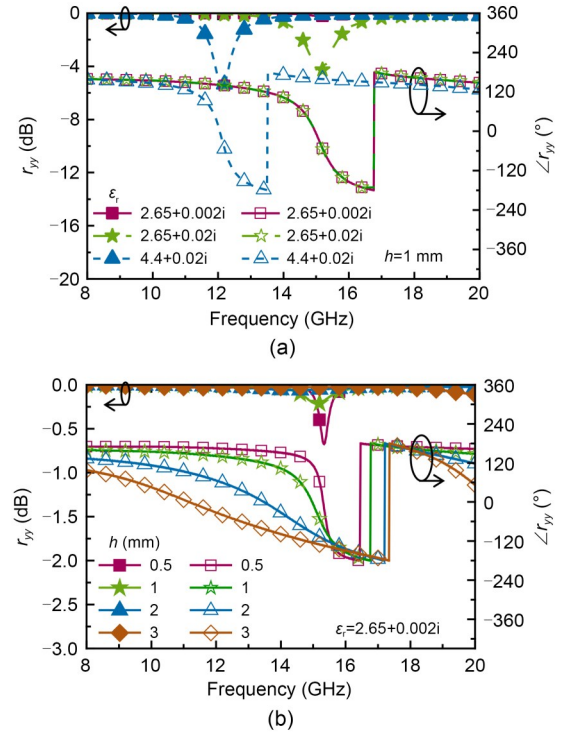 0
−4
−8
−12
−16
−20
r_yy (dB)
360
240
120
0
−120
−240
−360
∠r_yy (°)
ε_r
2.65+0.002i 2.65+0.002i
2.65+0.02i 2.65+0.02i
4.4+0.02i 4.4+0.02i
h=1 mm
8 10 12 14 16 18 20
Frequency (GHz)
(a)
0.0
−0.5
−1.0
−1.5
−2.0
−2.5
−3.0
r_yy (dB)
360
240
120
0
−120
−240
−360
∠r_yy (°)
h (mm)
0.5 0.5
1 1
2 2
3 3
ε_r=2.65+0.002i
8 10 12 14 16 18 20
Frequency (GHz)
(b)